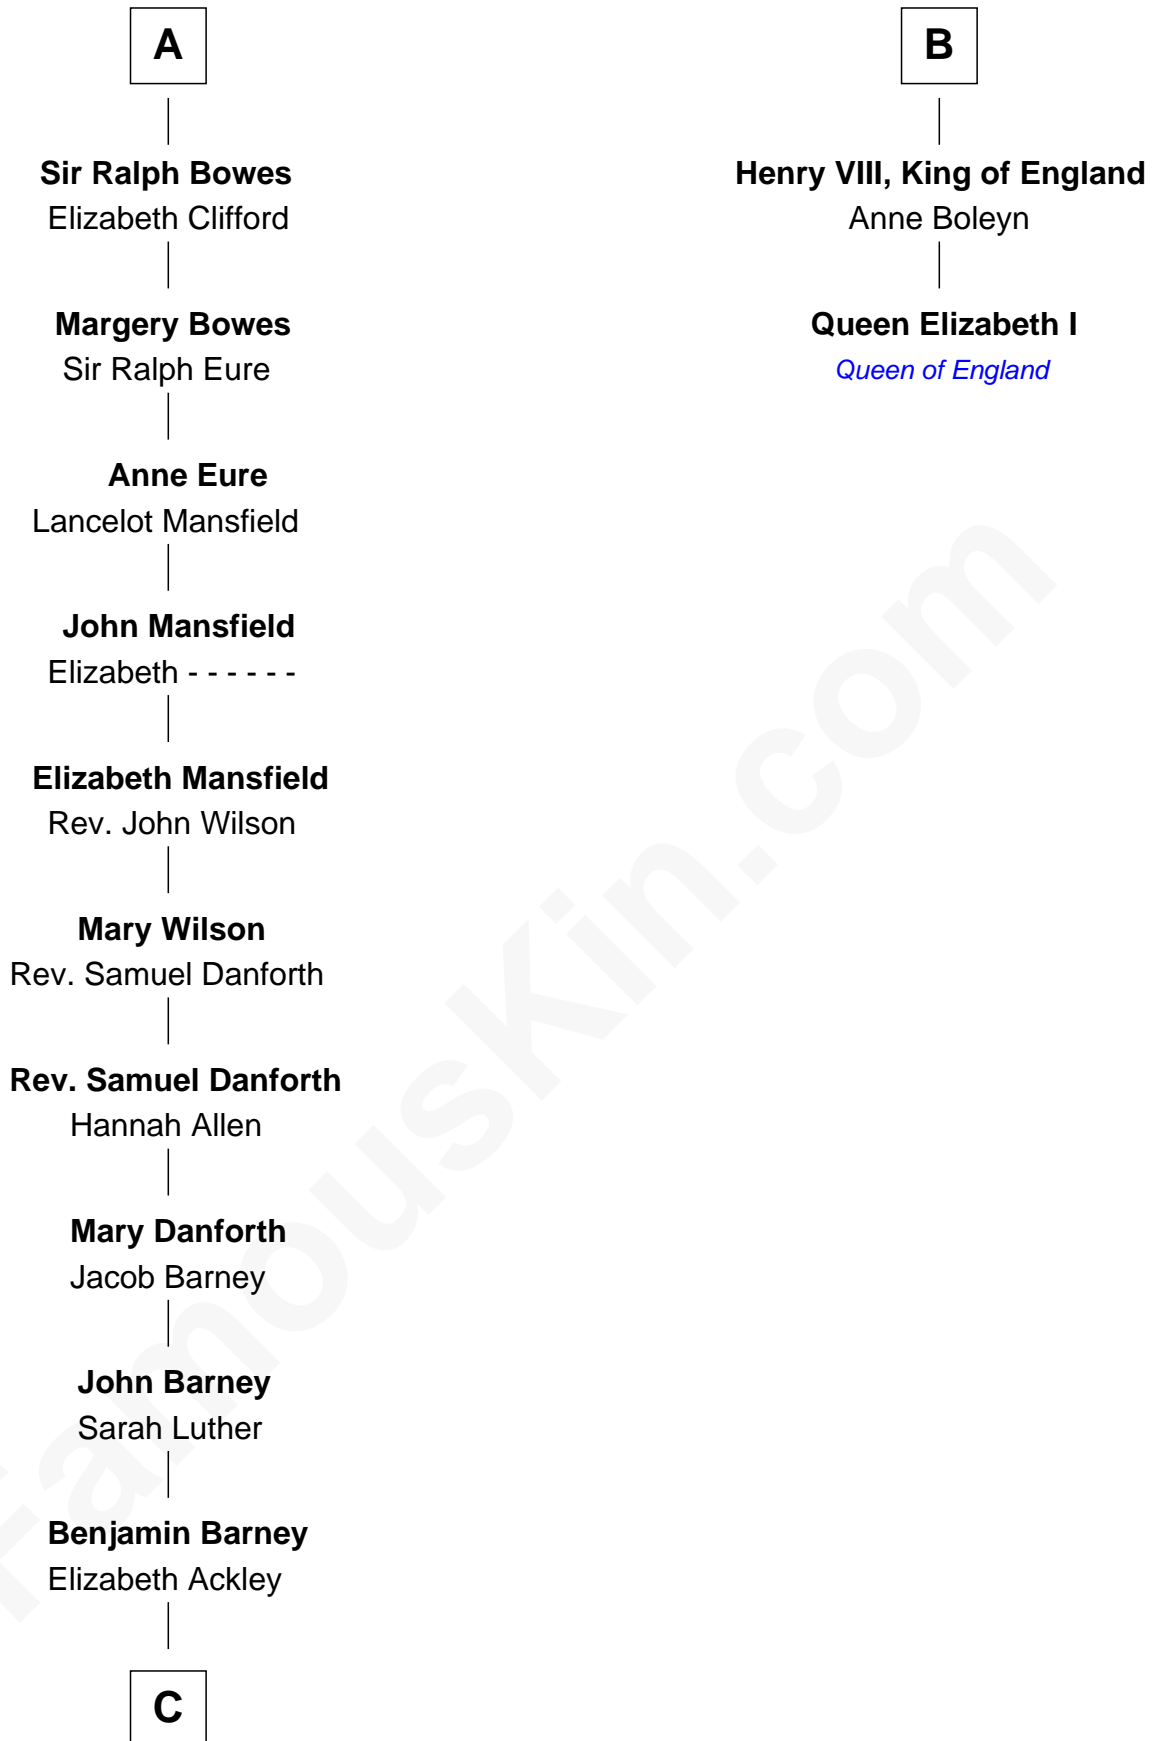 A
Sir Ralph Bowes
Elizabeth Clifford
Margery Bowes
Sir Ralph Eure
Anne Eure
Lancelot Mansfield
John Mansfield
Elizabeth - - - - - -
Elizabeth Mansfield
Rev. John Wilson
Mary Wilson
Rev. Samuel Danforth
Rev. Samuel Danforth
Hannah Allen
Mary Danforth
Jacob Barney
John Barney
Sarah Luther
Benjamin Barney
Elizabeth Ackley
C
B
Henry VIII, King of England
Anne Boleyn
Queen Elizabeth I
Queen of England
FamousKin.com